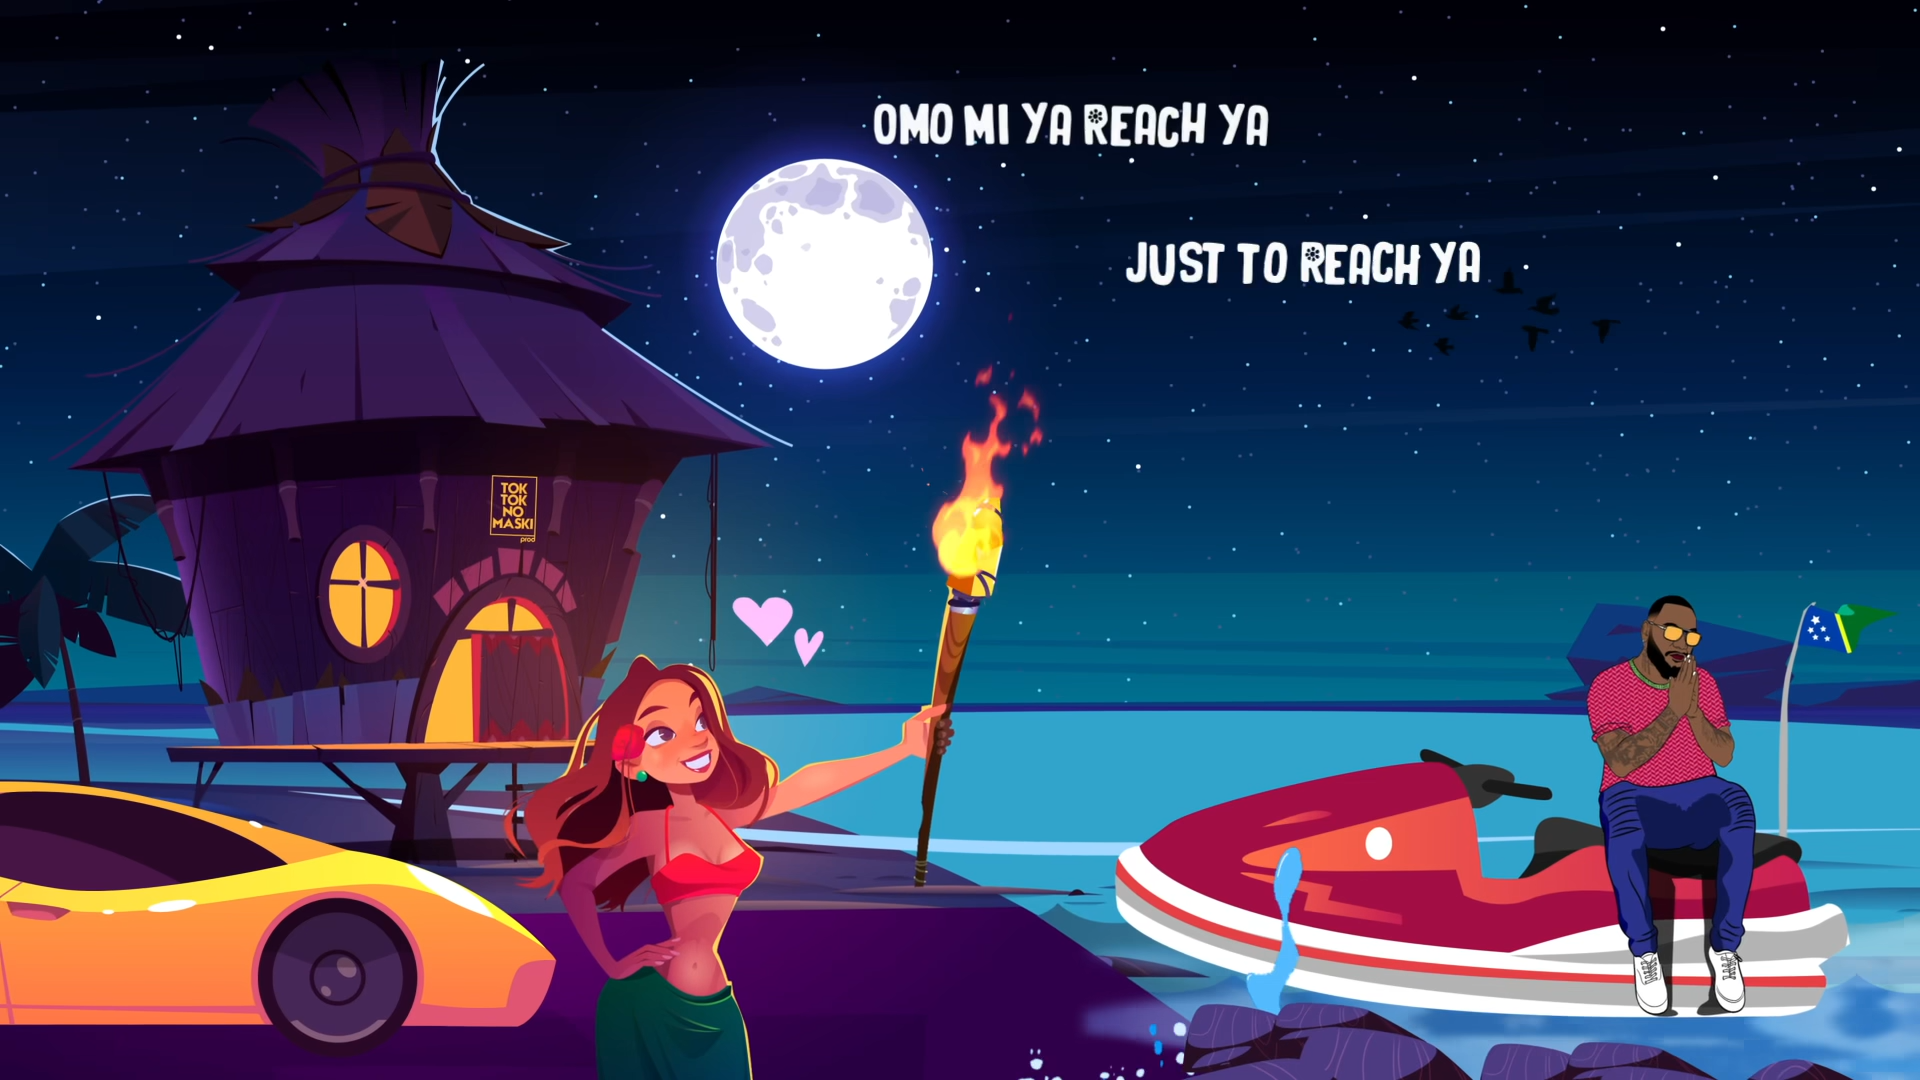 OMO MI YA REACH YA
JUST TO REACH YA
TOK
TOK
NO
MASKI
prod